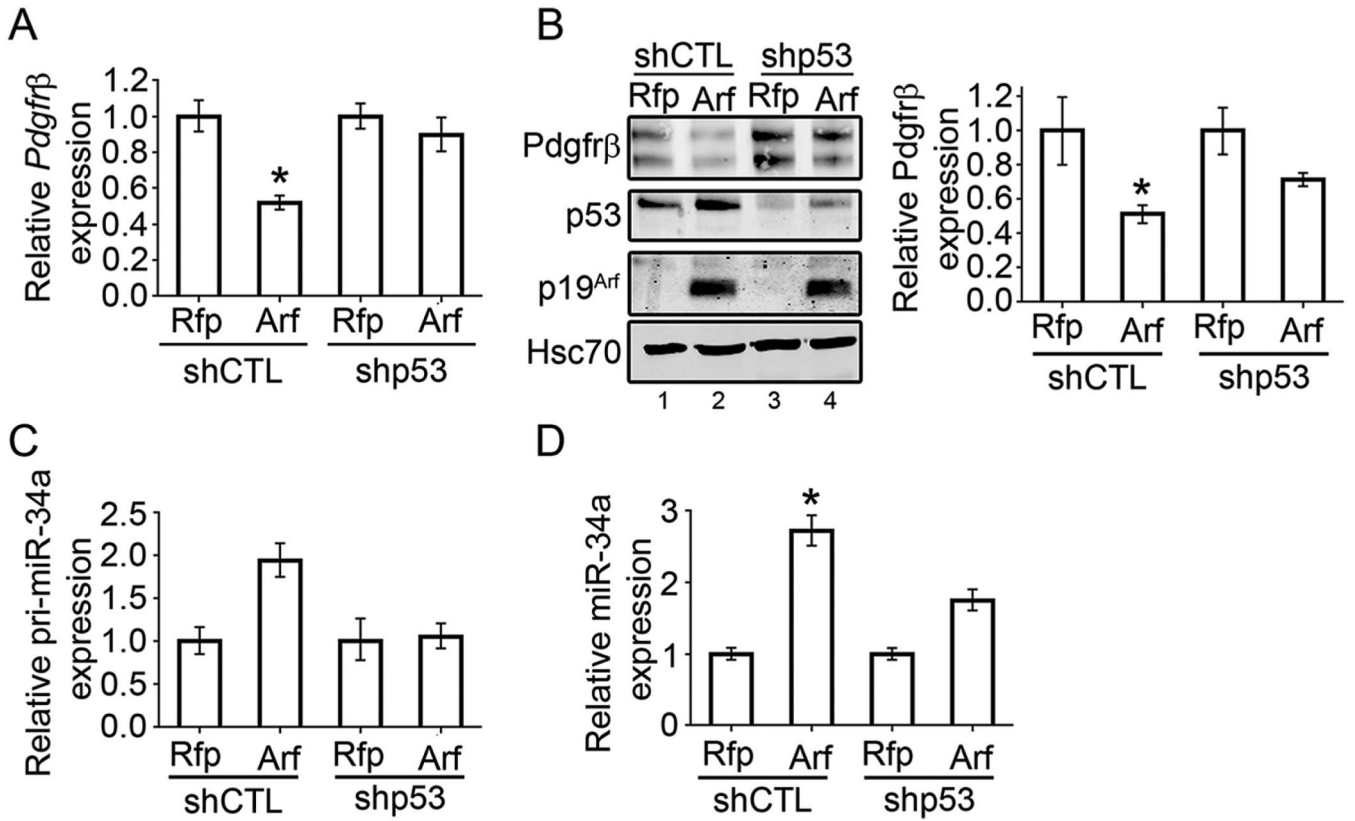 A
Relative Pdgfrβ
expression
1.2
1.0
0.8
0.6
0.4
0.2
0.0
*
Rfp Arf Rfp Arf
shCTL shp53
B
shCTL shp53
Rfp Arf Rfp Arf
Pdgfrβ
p53
p19Arf
Hsc70
1 2 3 4
Relative Pdgfrβ
expression
1.2
1.0
0.8
0.6
0.4
0.2
0.0
*
Rfp Arf Rfp Arf
shCTL shp53
C
Relative pri-miR-34a
expression
2.5
2.0
1.5
1.0
0.5
0.0
Rfp Arf Rfp Arf
shCTL shp53
D
Relative miR-34a
expression
3
2
1
0
*
Rfp Arf Rfp Arf
shCTL shp53